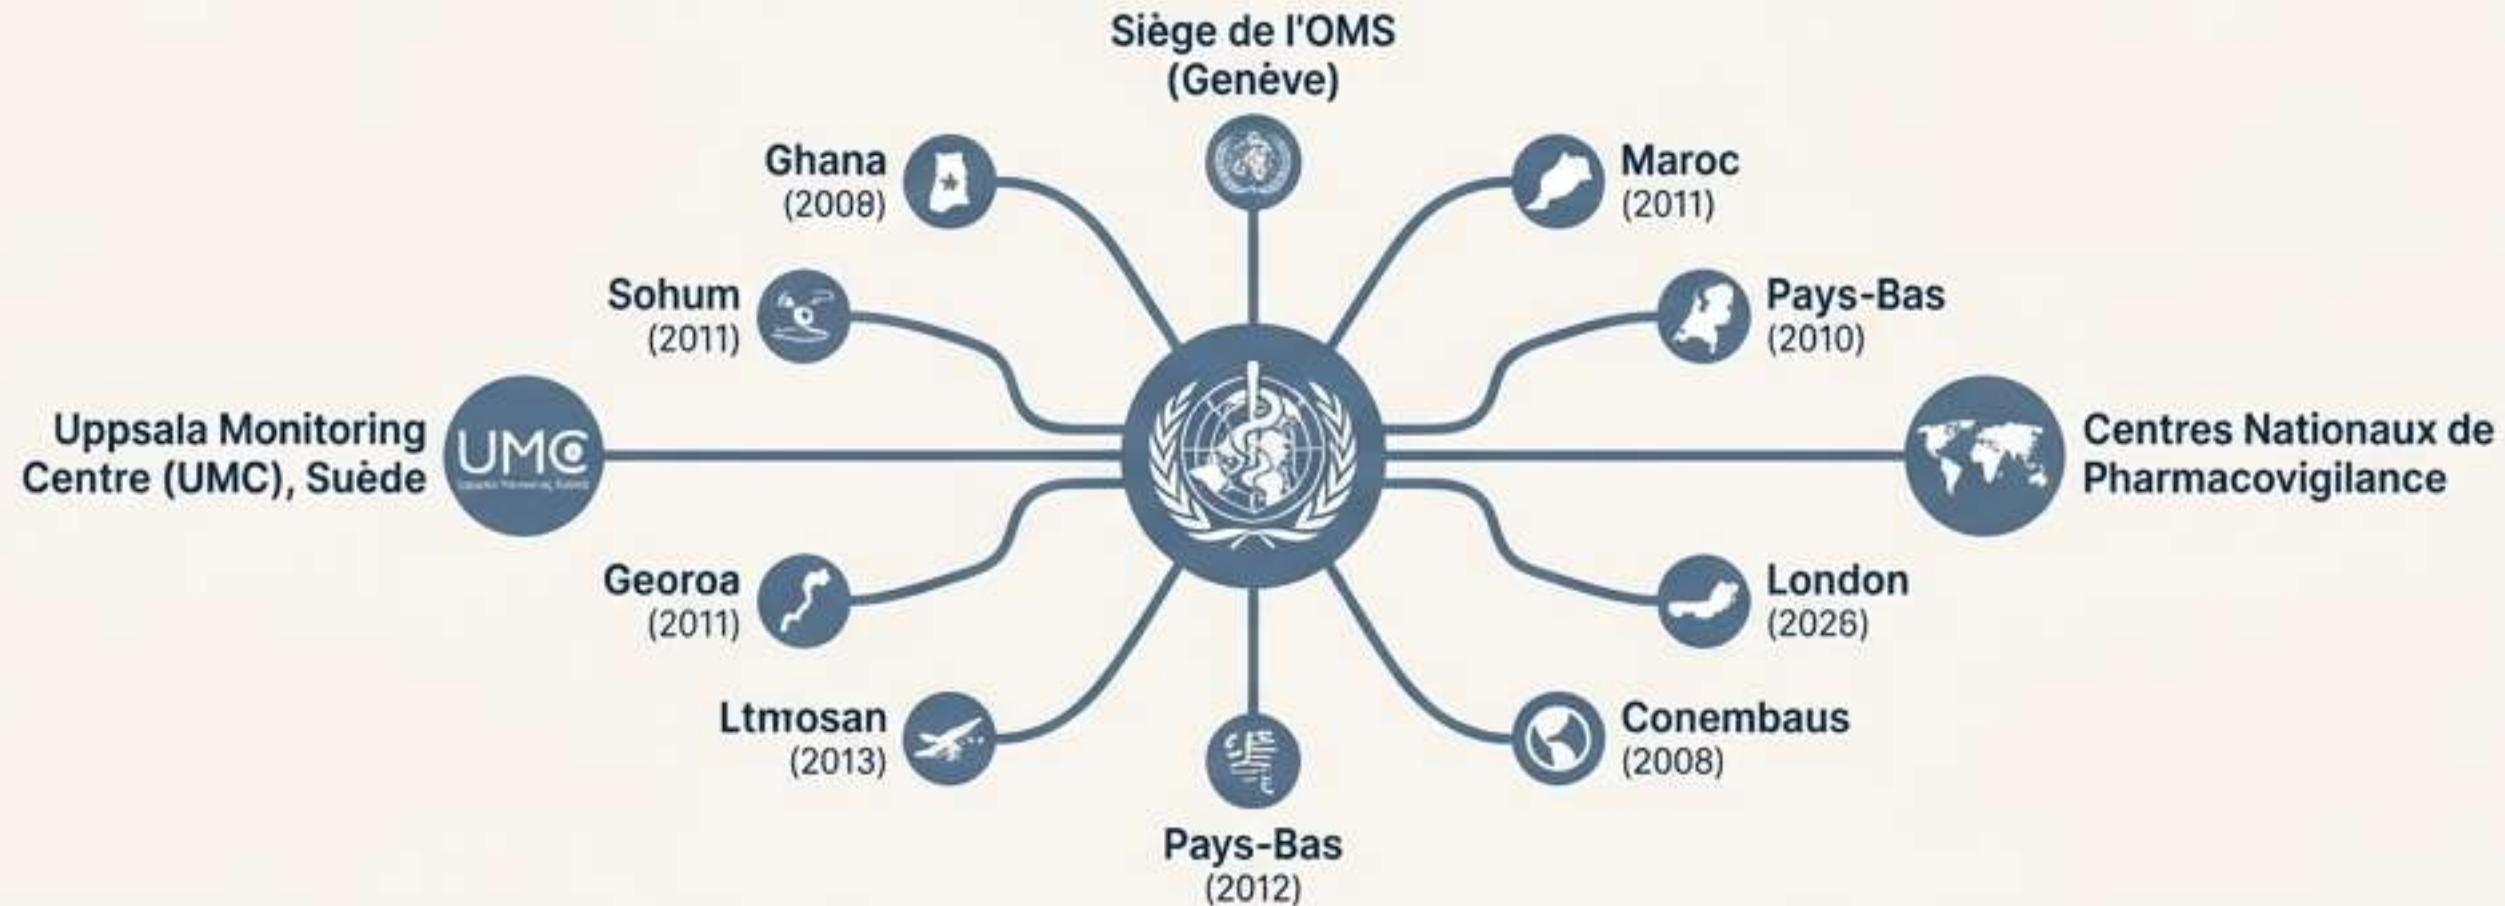 Siège de l'OMS
(Genève)
Ghana
(2008)
Maroc
(2011)
Sohum
(2011)
Pays-Bas
(2010)
Uppsala Monitoring
Centre (UMC), Suède
UMC
Centres Nationaux de
Pharmacovigilance
Georoa
(2011)
London
(2026)
Ltmosan
(2013)
Conembaus
(2008)
Pays-Bas
(2012)